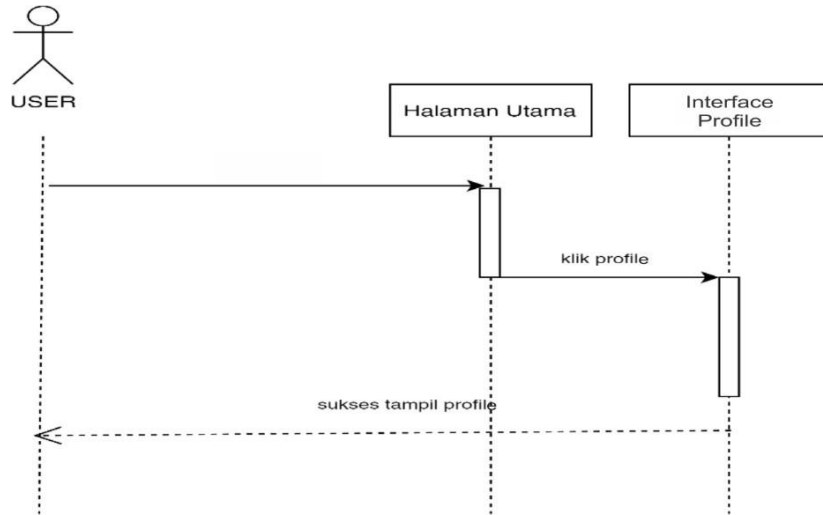 USER
Halaman Utama
Interface
Profile
klik profile
sukses tampil profile